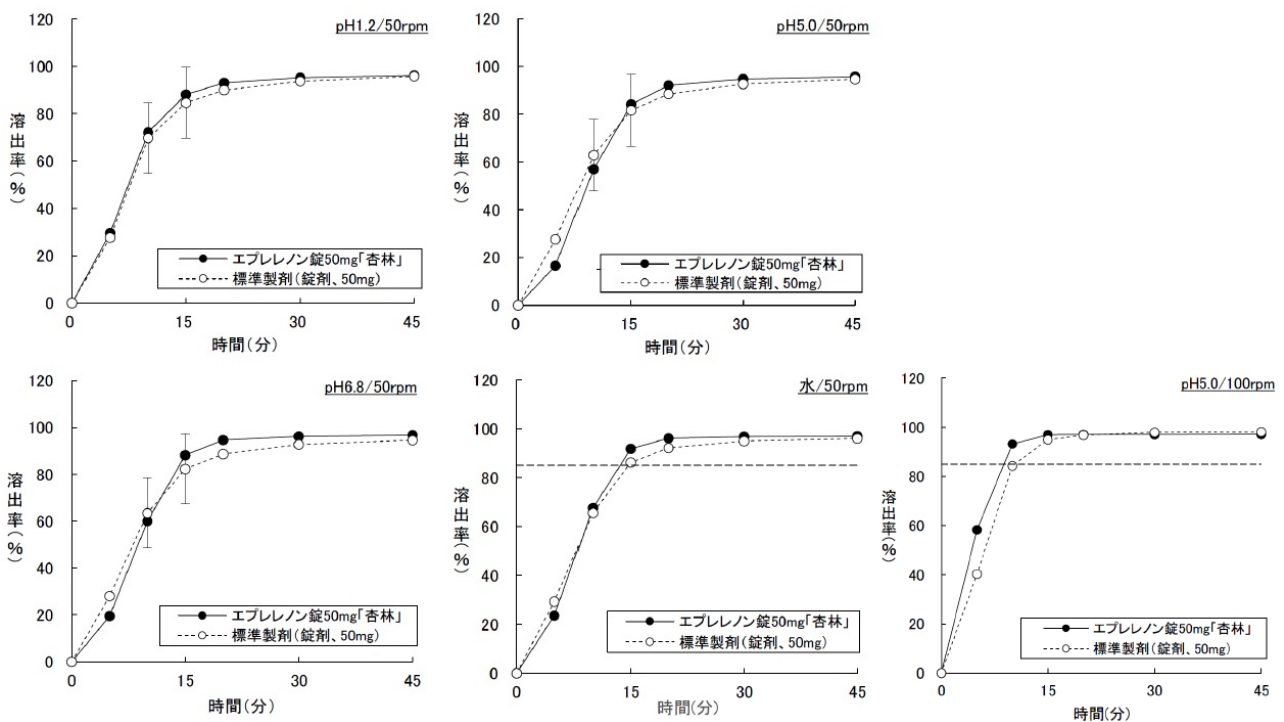 pH1.2/50rpm
120
100
80
60
40
20
0
溶出率(%)
エプレレノン錠50mg「杏林」
標準製剤(錠剤、50mg)
0 15 30 45
時間(分)
pH5.0/50rpm
120
100
80
60
40
20
0
溶出率(%)
エプレレノン錠50mg「杏林」
標準製剤(錠剤、50mg)
0 15 30 45
時間(分)
pH6.8/50rpm
120
100
80
60
40
20
0
溶出率(%)
エプレレノン錠50mg「杏林」
標準製剤(錠剤、50mg)
0 15 30 45
時間(分)
水/50rpm
120
100
80
60
40
20
0
溶出率(%)
エプレレノン錠50mg「杏林」
標準製剤(錠剤、50mg)
0 15 30 45
時間(分)
pH5.0/100rpm
120
100
80
60
40
20
0
溶出率(%)
エプレレノン錠50mg「杏林」
標準製剤(錠剤、50mg)
0 15 30 45
時間(分)